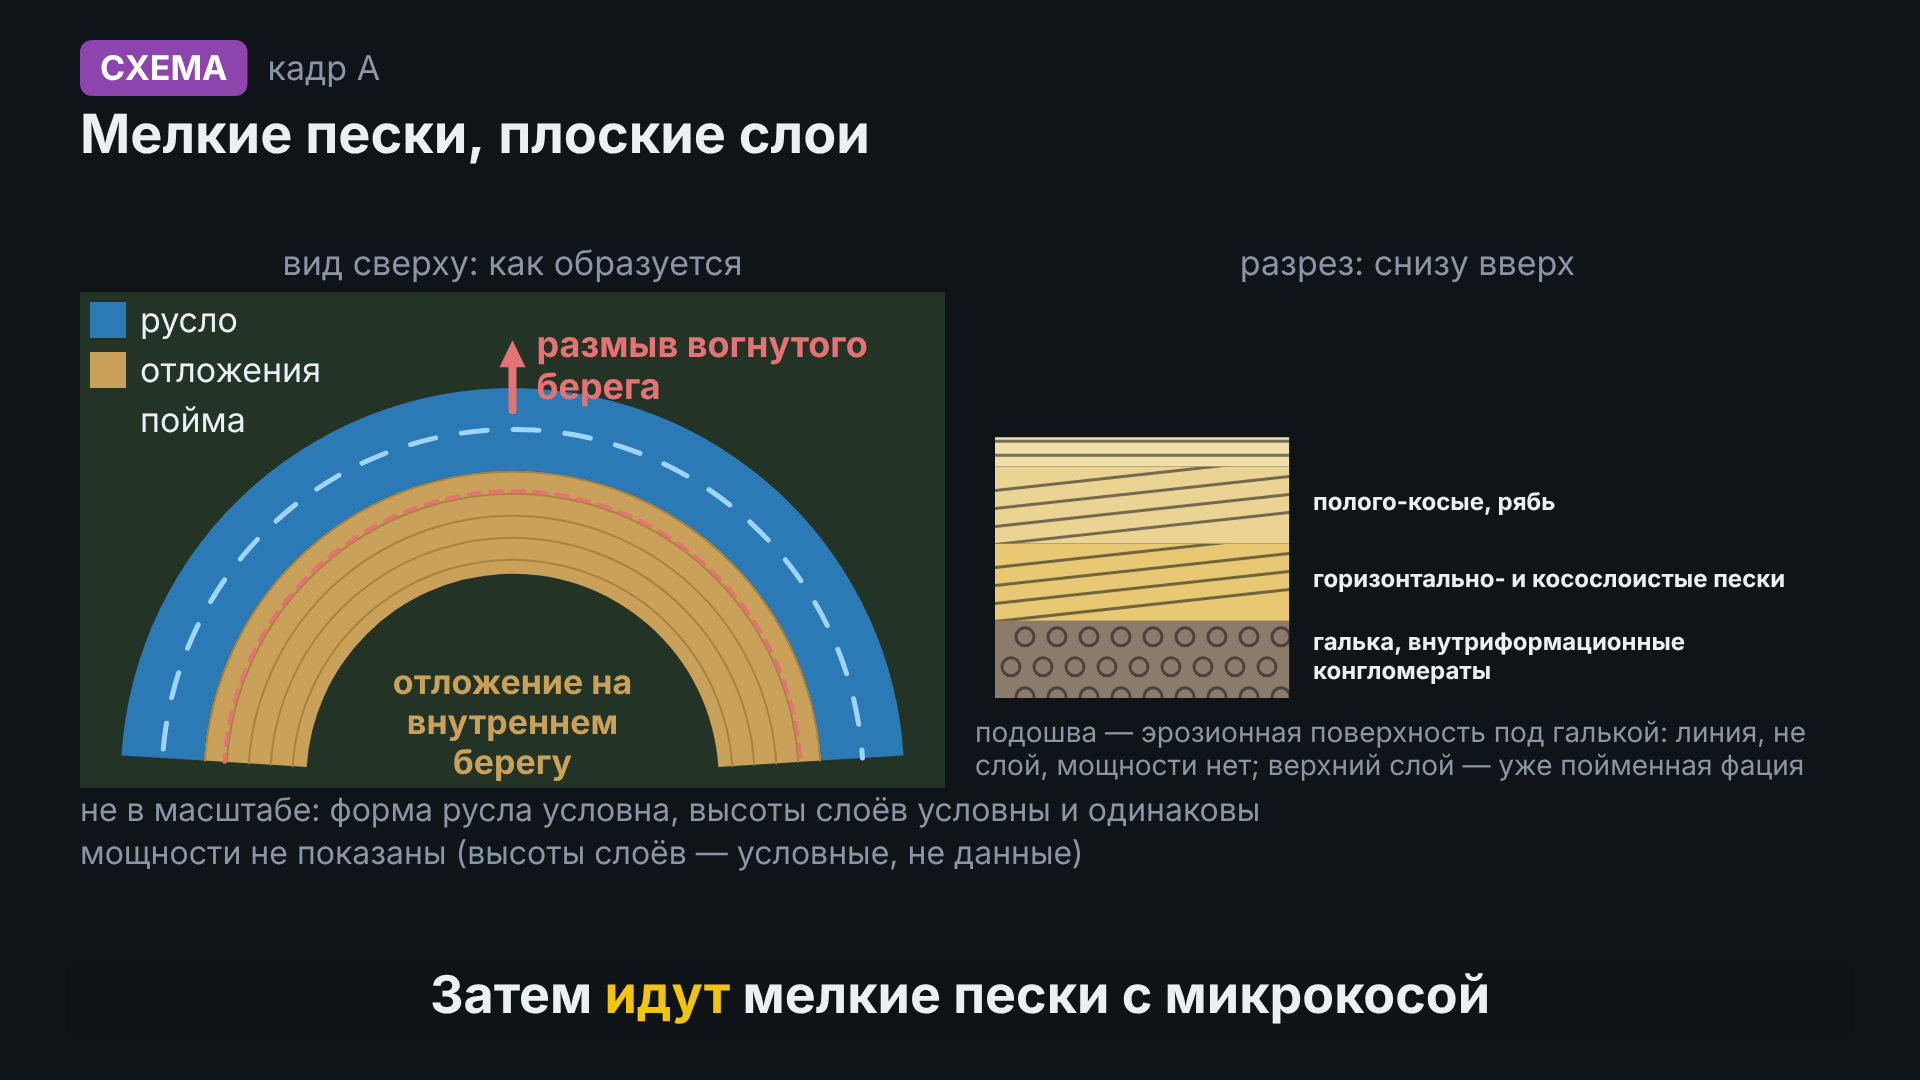 СХЕМА кадр А
Мелкие пески, плоские слои
вид сверху: как образуется
русло
отложения
пойма
размыв вогнутого
берега
отложение на
внутреннем
берегу
разрез: снизу вверх
полого-косые, рябь
горизонтально- и косослоистые пески
галька, внутриформационные
конгломераты
подошва — эрозионная поверхность под галькой: линия, не
слой, мощности нет; верхний слой — уже пойменная фация
не в масштабе: форма русла условна, высоты слоёв условны и одинаковы
мощности не показаны (высоты слоёв — условные, не данные)
Затем идут мелкие пески с микрокосой